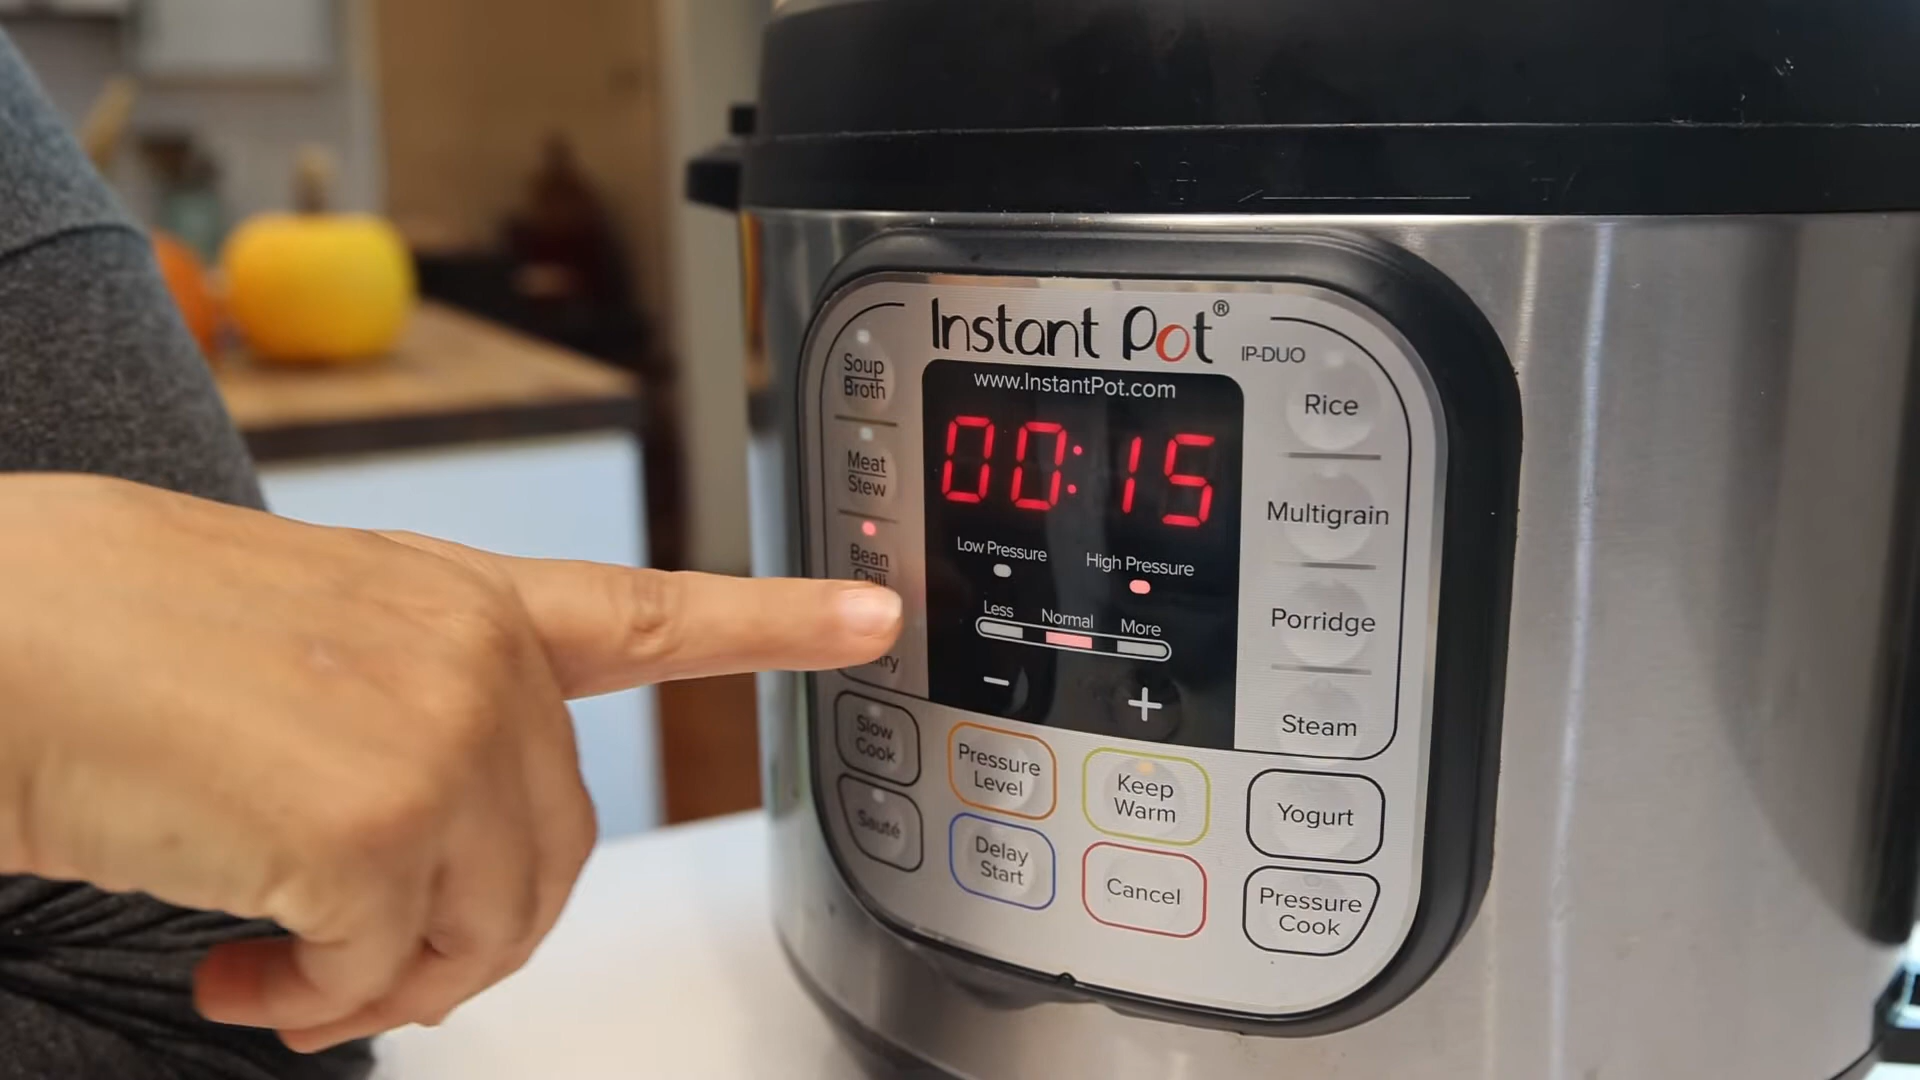 Instant Pot®
IP-DUO
www.InstantPot.com
00:15
Low Pressure
High Pressure
Less
Normal
More
−
+
Soup
Broth
Meat
Stew
Bean
Chili
Slow
Cook
Sauté
Pressure
Level
Delay
Start
Keep
Warm
Cancel
Rice
Multigrain
Porridge
Steam
Yogurt
Pressure
Cook